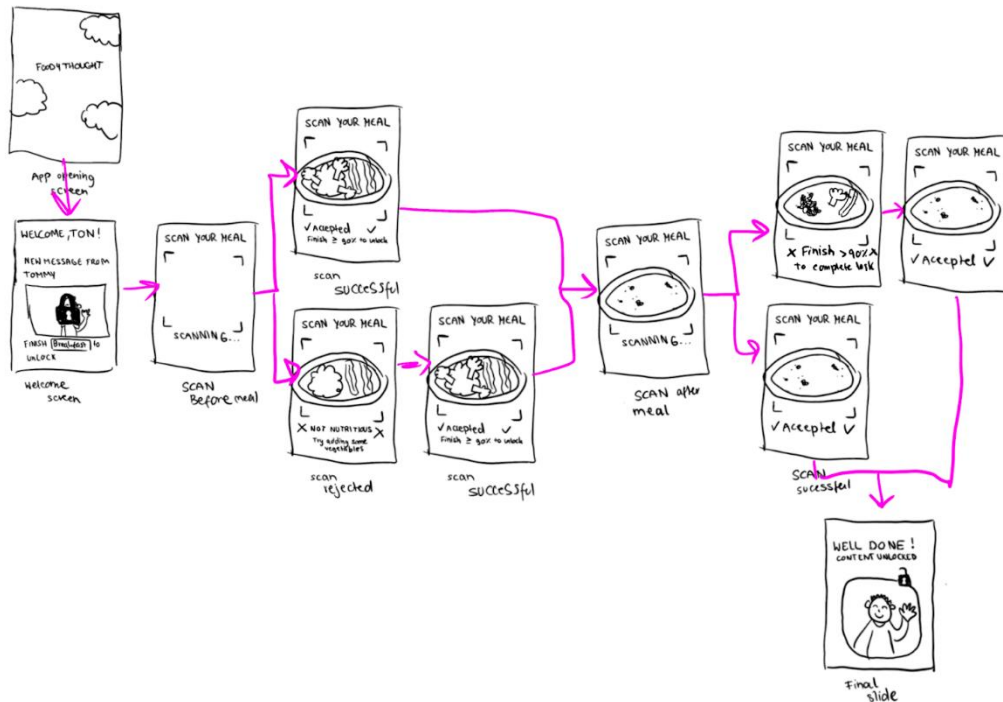 FOODY THOUGHT
App opening
screen
WELCOME, TON!
NEW MESSAGE FROM
TOMMY
FINISH Breakfast to
UNLOCK
Welcome
screen
SCAN YOUR MEAL
SCANNING...
SCAN
Before meal
SCAN YOUR MEAL
✓ Accepted ✓
Finish ≥ 90% to unlock
scan
SUCCESSful
SCAN YOUR MEAL
X NOT NUTRITIOUS X
Try adding some
vegetables
scan
rejected
SCAN YOUR MEAL
✓ Accepted ✓
Finish ≥ 90% to unlock
scan
SUCCESSful
SCAN YOUR MEAL
SCANNING...
SCAN after
meal
SCAN YOUR MEAL
X Finish >90% X
to complete task
SCAN YOUR MEAL
✓ Accepted ✓
SCAN YOUR MEAL
✓ Accepted ✓
SCAN
sucessful
WELL DONE!
CONTENT UNLOCKED
Final
slide